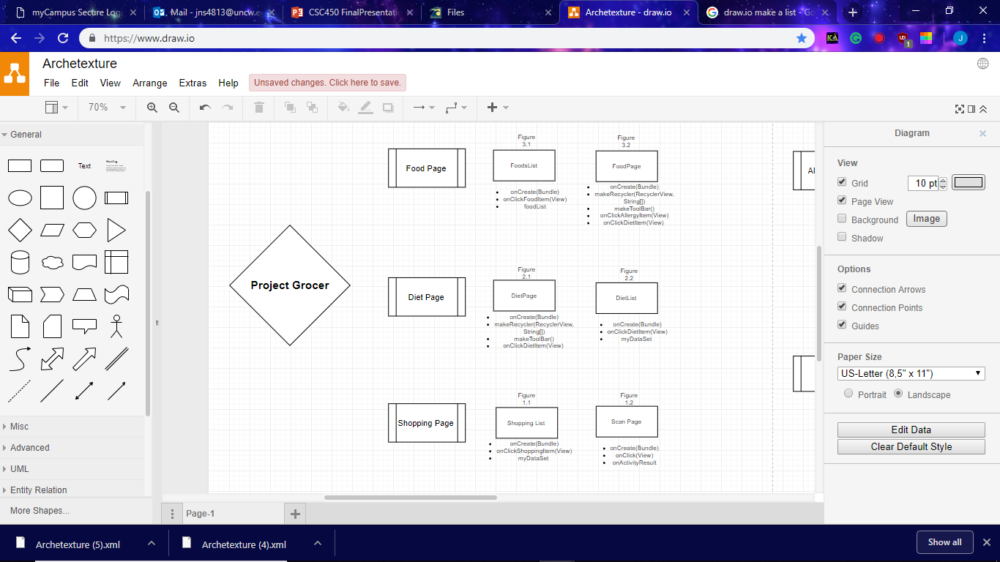 myCampus Secure Log
Mail - jns4813@uncw.e
CSC450 FinalPresentati
Files
Archetexture - draw.io
draw.io make a list - Go
https://www.draw.io
KA
UD
1
J
Archetexture
File Edit View Arrange Extras Help
Unsaved changes. Click here to save.
70%
General
Text
Heading
Misc
Advanced
UML
Entity Relation
More Shapes...
Project Grocer
Food Page
Figure
3.1
FoodsList
onCreate(Bundle)
onClickFoodItem(View)
foodList
Figure
3.2
FoodPage
onCreate(Bundle)
makeRecycler(RecyclerView,
String[])
makeToolBar()
onClickAllergyItem(View)
onClickDietItem(View)
Al
Diet Page
Figure
2.1
DietPage
onCreate(Bundle)
makeRecycler(RecyclerView,
String[])
makeToolBar()
onClickDietItem(View)
Figure
2.2
DietList
onCreate(Bundle)
onClickDietItem(View)
myDataSet
Shopping Page
Figure
1.1
Shopping List
onCreate(Bundle)
onClickShoppingItem(View)
myDataSet
Figure
1.2
Scan Page
onCreate(Bundle)
onClick(View)
onActivityResult
Page-1
Diagram
View
Grid 10 pt
Page View
Background Image
Shadow
Options
Connection Arrows
Connection Points
Guides
Paper Size
US-Letter (8,5" x 11")
Portrait Landscape
Edit Data
Clear Default Style
Archetexture (5).xml
Archetexture (4).xml
Show all